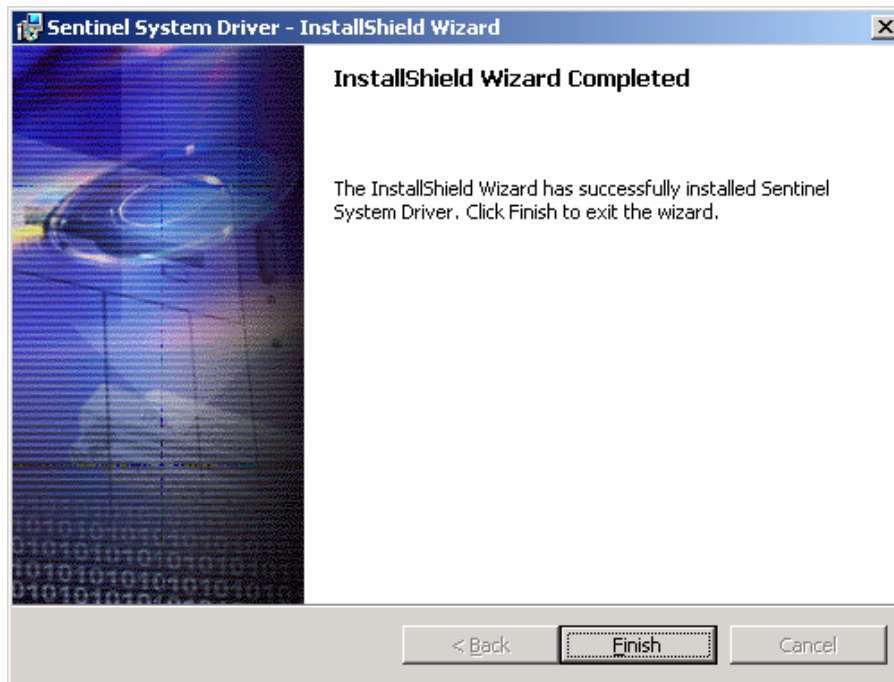 Sentinel System Driver - InstallShield Wizard
InstallShield Wizard Completed
The InstallShield Wizard has successfully installed Sentinel
System Driver. Click Finish to exit the wizard.
< Back
Finish
Cancel